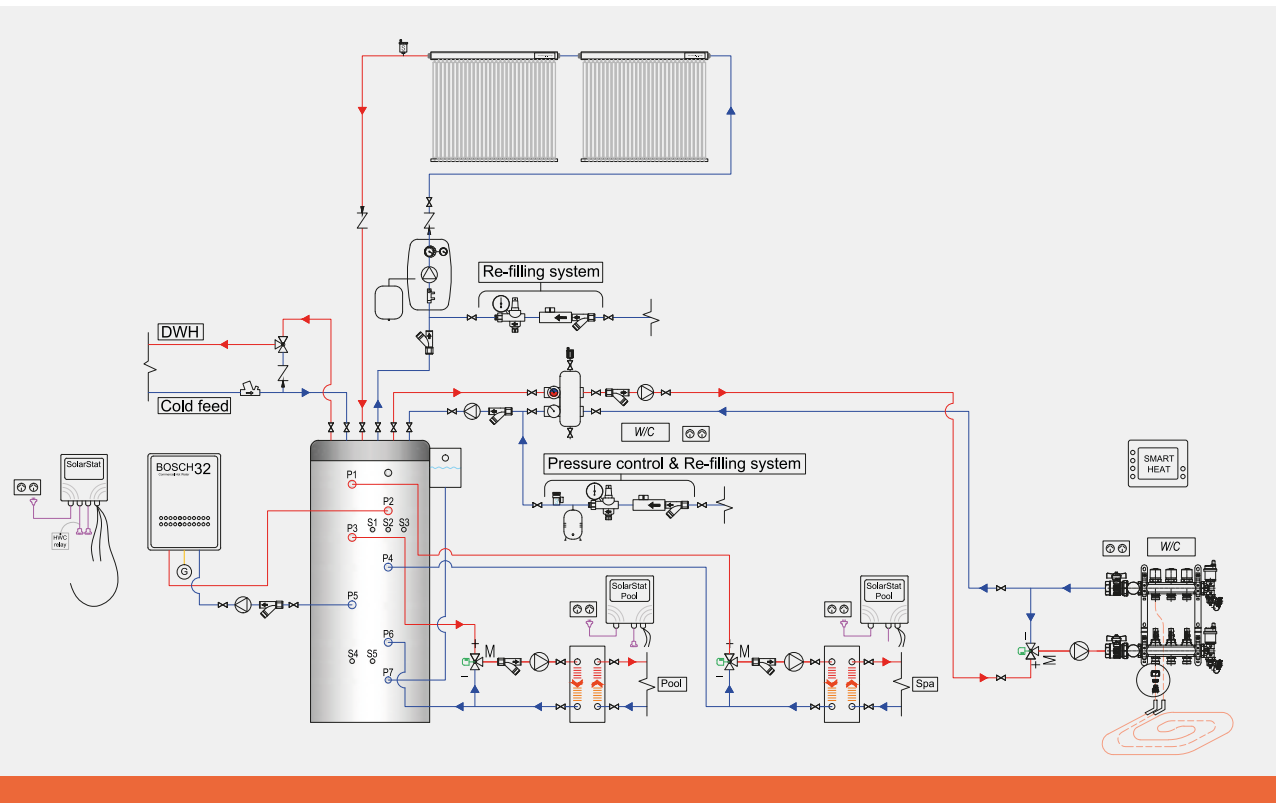 Re-filling system
DWH
Cold feed
W/C
Pressure control & Re-filling system
SolarStat
BOSCH32
SMART
HEAT
P1
P2
S1 S2 S3
P3
HWC
relay
G
P4
W/C
SolarStat
Pool
SolarStat
Pool
P5
P6
S4 S5
P7
+
M
-
Pool
+
M
-
Spa
-
M
+